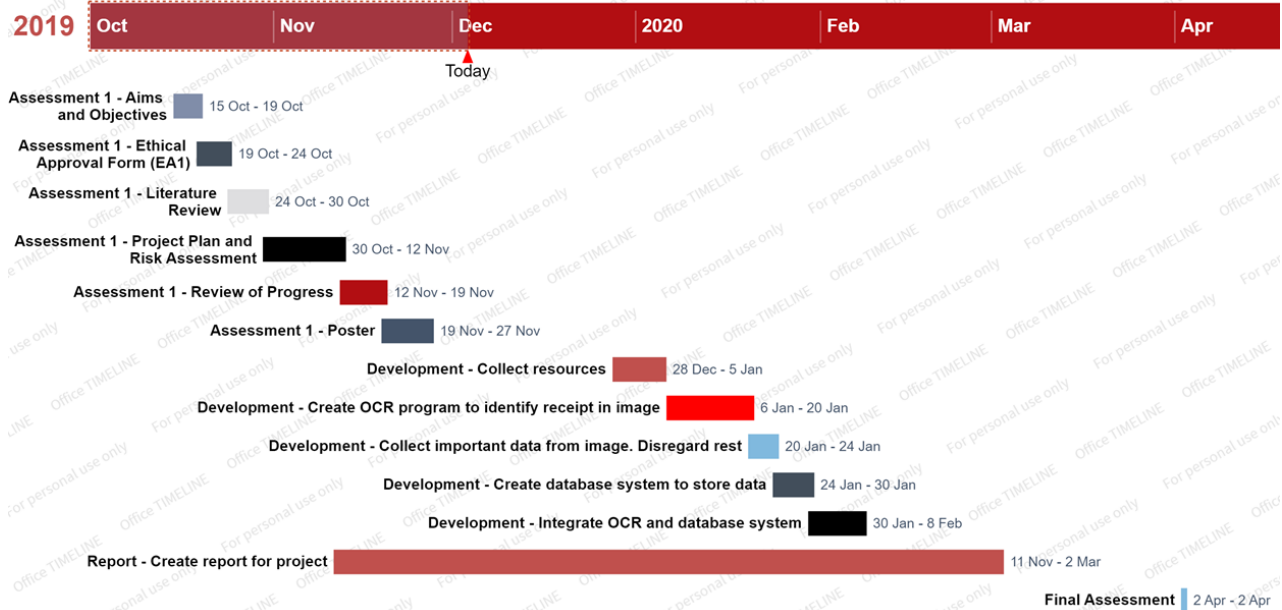 2019 Oct Nov Dec 2020 Feb Mar Apr
Today
Assessment 1 - Aims
and Objectives
15 Oct - 19 Oct
Assessment 1 - Ethical
Approval Form (EA1)
19 Oct - 24 Oct
Assessment 1 - Literature
Review
24 Oct - 30 Oct
Assessment 1 - Project Plan and
Risk Assessment
30 Oct - 12 Nov
Assessment 1 - Review of Progress 12 Nov - 19 Nov
Assessment 1 - Poster 19 Nov - 27 Nov
Development - Collect resources 28 Dec - 5 Jan
Development - Create OCR program to identify receipt in image 6 Jan - 20 Jan
Development - Collect important data from image. Disregard rest 20 Jan - 24 Jan
Development - Create database system to store data 24 Jan - 30 Jan
Development - Integrate OCR and database system 30 Jan - 8 Feb
Report - Create report for project 11 Nov - 2 Mar
Final Assessment 2 Apr - 2 Apr
Office TIMELINE
For personal use only